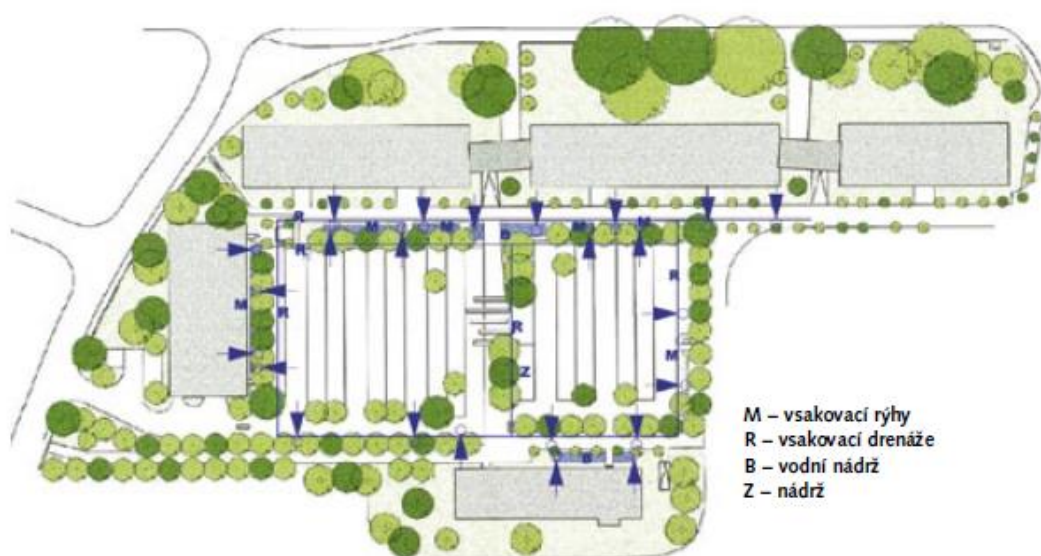 R
M
M
B
M
M
R
R
M
R
R
M
Z
B
M – vsakovací rýhy
R – vsakovací drenáže
B – vodní nádrž
Z – nádrž